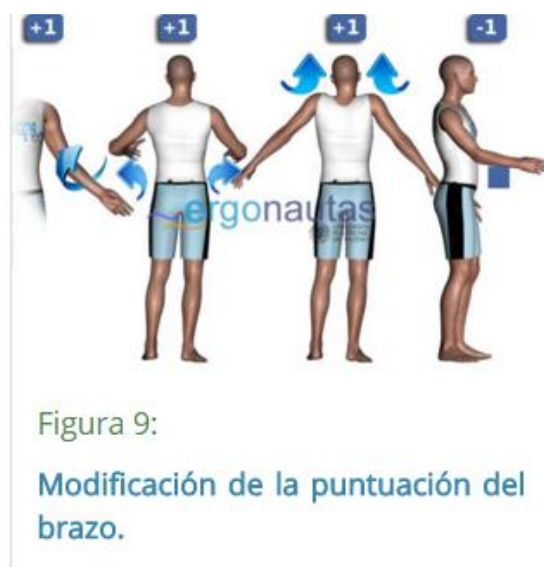 +1 +1 +1 -1
ergonautas
Figura 9:
Modificación de la puntuación del
brazo.